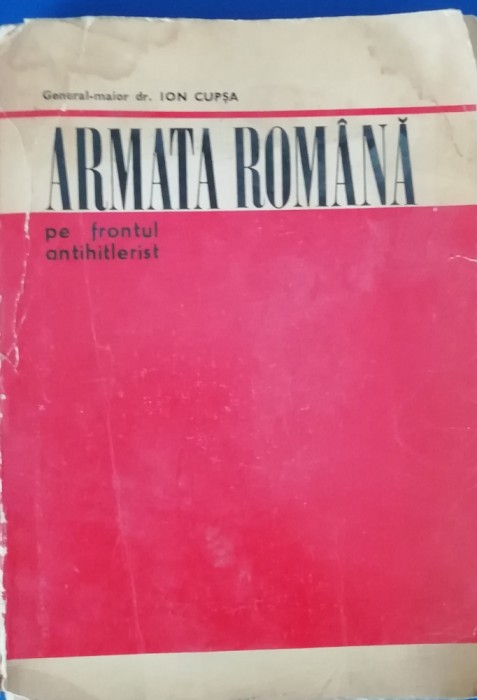 General-maior dr. ION CUPȘA
ARMATA ROMÂNĂ
pe frontul
antihitlerist